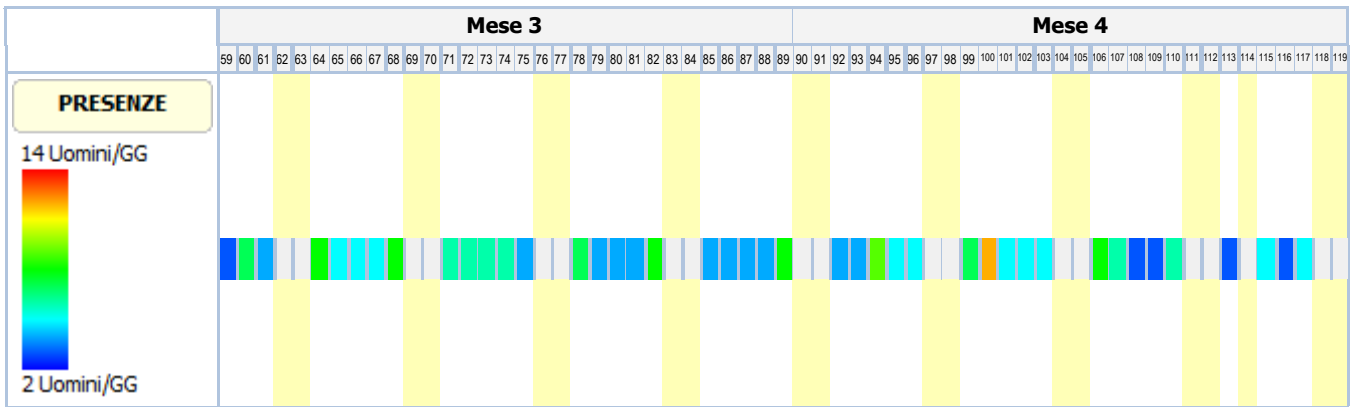 Mese 3 Mese 4
59 60 61 62 63 64 65 66 67 68 69 70 71 72 73 74 75 76 77 78 79 80 81 82 83 84 85 86 87 88 89 90 91 92 93 94 95 96 97 98 99 100 101 102 103 104 105 106 107 108 109 110 111 112 113 114 115 116 117 118 119
PRESENZE
14 Uomini/GG
2 Uomini/GG